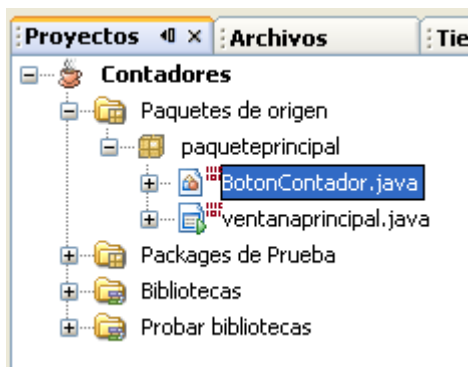 Proyectos Archivos Tie
Contadores
Paquetes de origen
paqueteprincipal
BotonContador.java
ventanaprincipal.java
Packages de Prueba
Bibliotecas
Probar bibliotecas